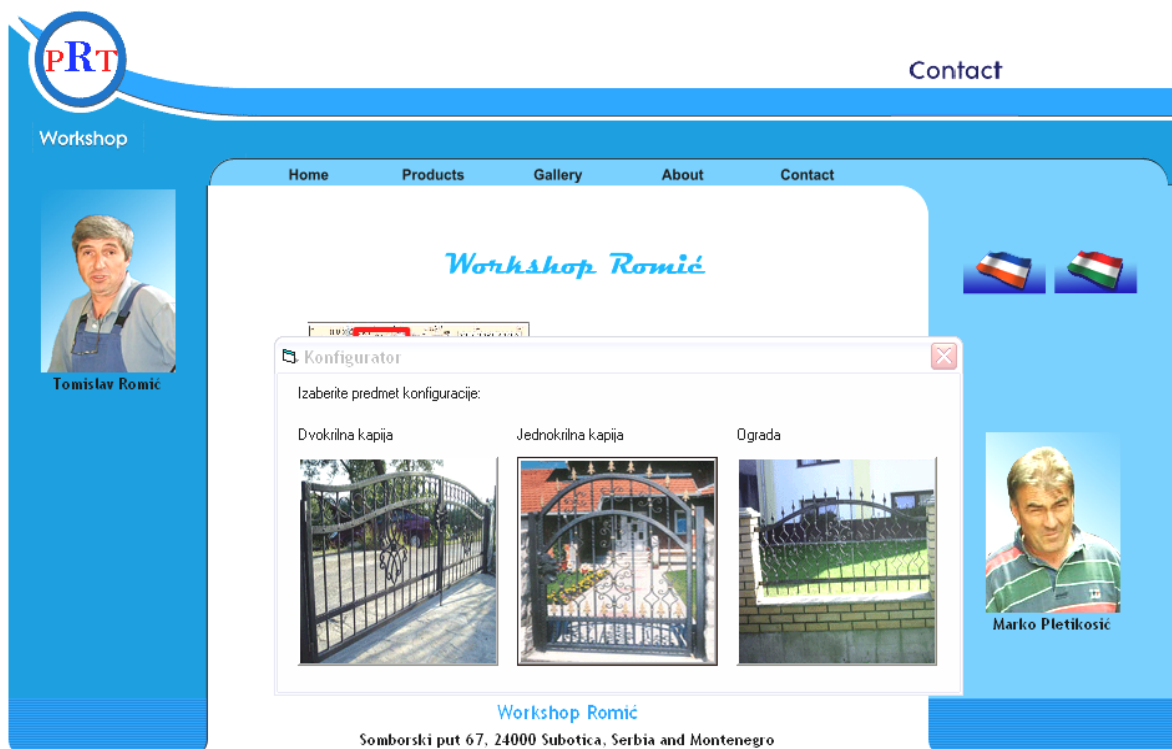 PRT
Contact
Workshop
Home Products Gallery About Contact
Workshop Romić
Tomislav Romić
Konfigurator
Izaberite predmet konfiguracije:
Dvokrilna kapija Jednokrilna kapija Ograda
Marko Pletikosić
Workshop Romić
Somborski put 67, 24000 Subotica, Serbia and Montenegro